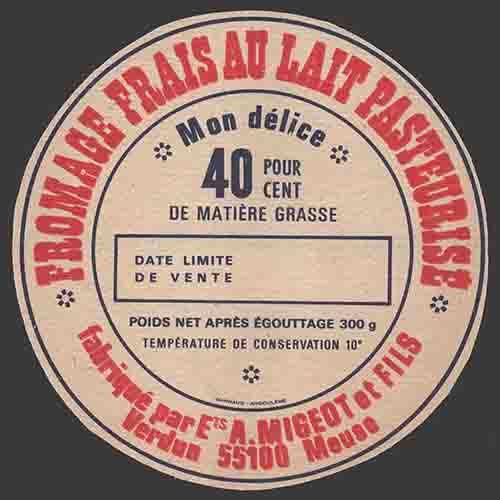 FROMAGE FRAIS AU LAIT PASTEURISE
Mon délice
40 POUR CENT
DE MATIÈRE GRASSE
DATE LIMITE
DE VENTE
POIDS NET APRÈS ÉGOUTTAGE 300 g
TEMPÉRATURE DE CONSERVATION 10°
fabriqué par Ets A. MIGEOT et FILS
Verdun 55100 Meuse